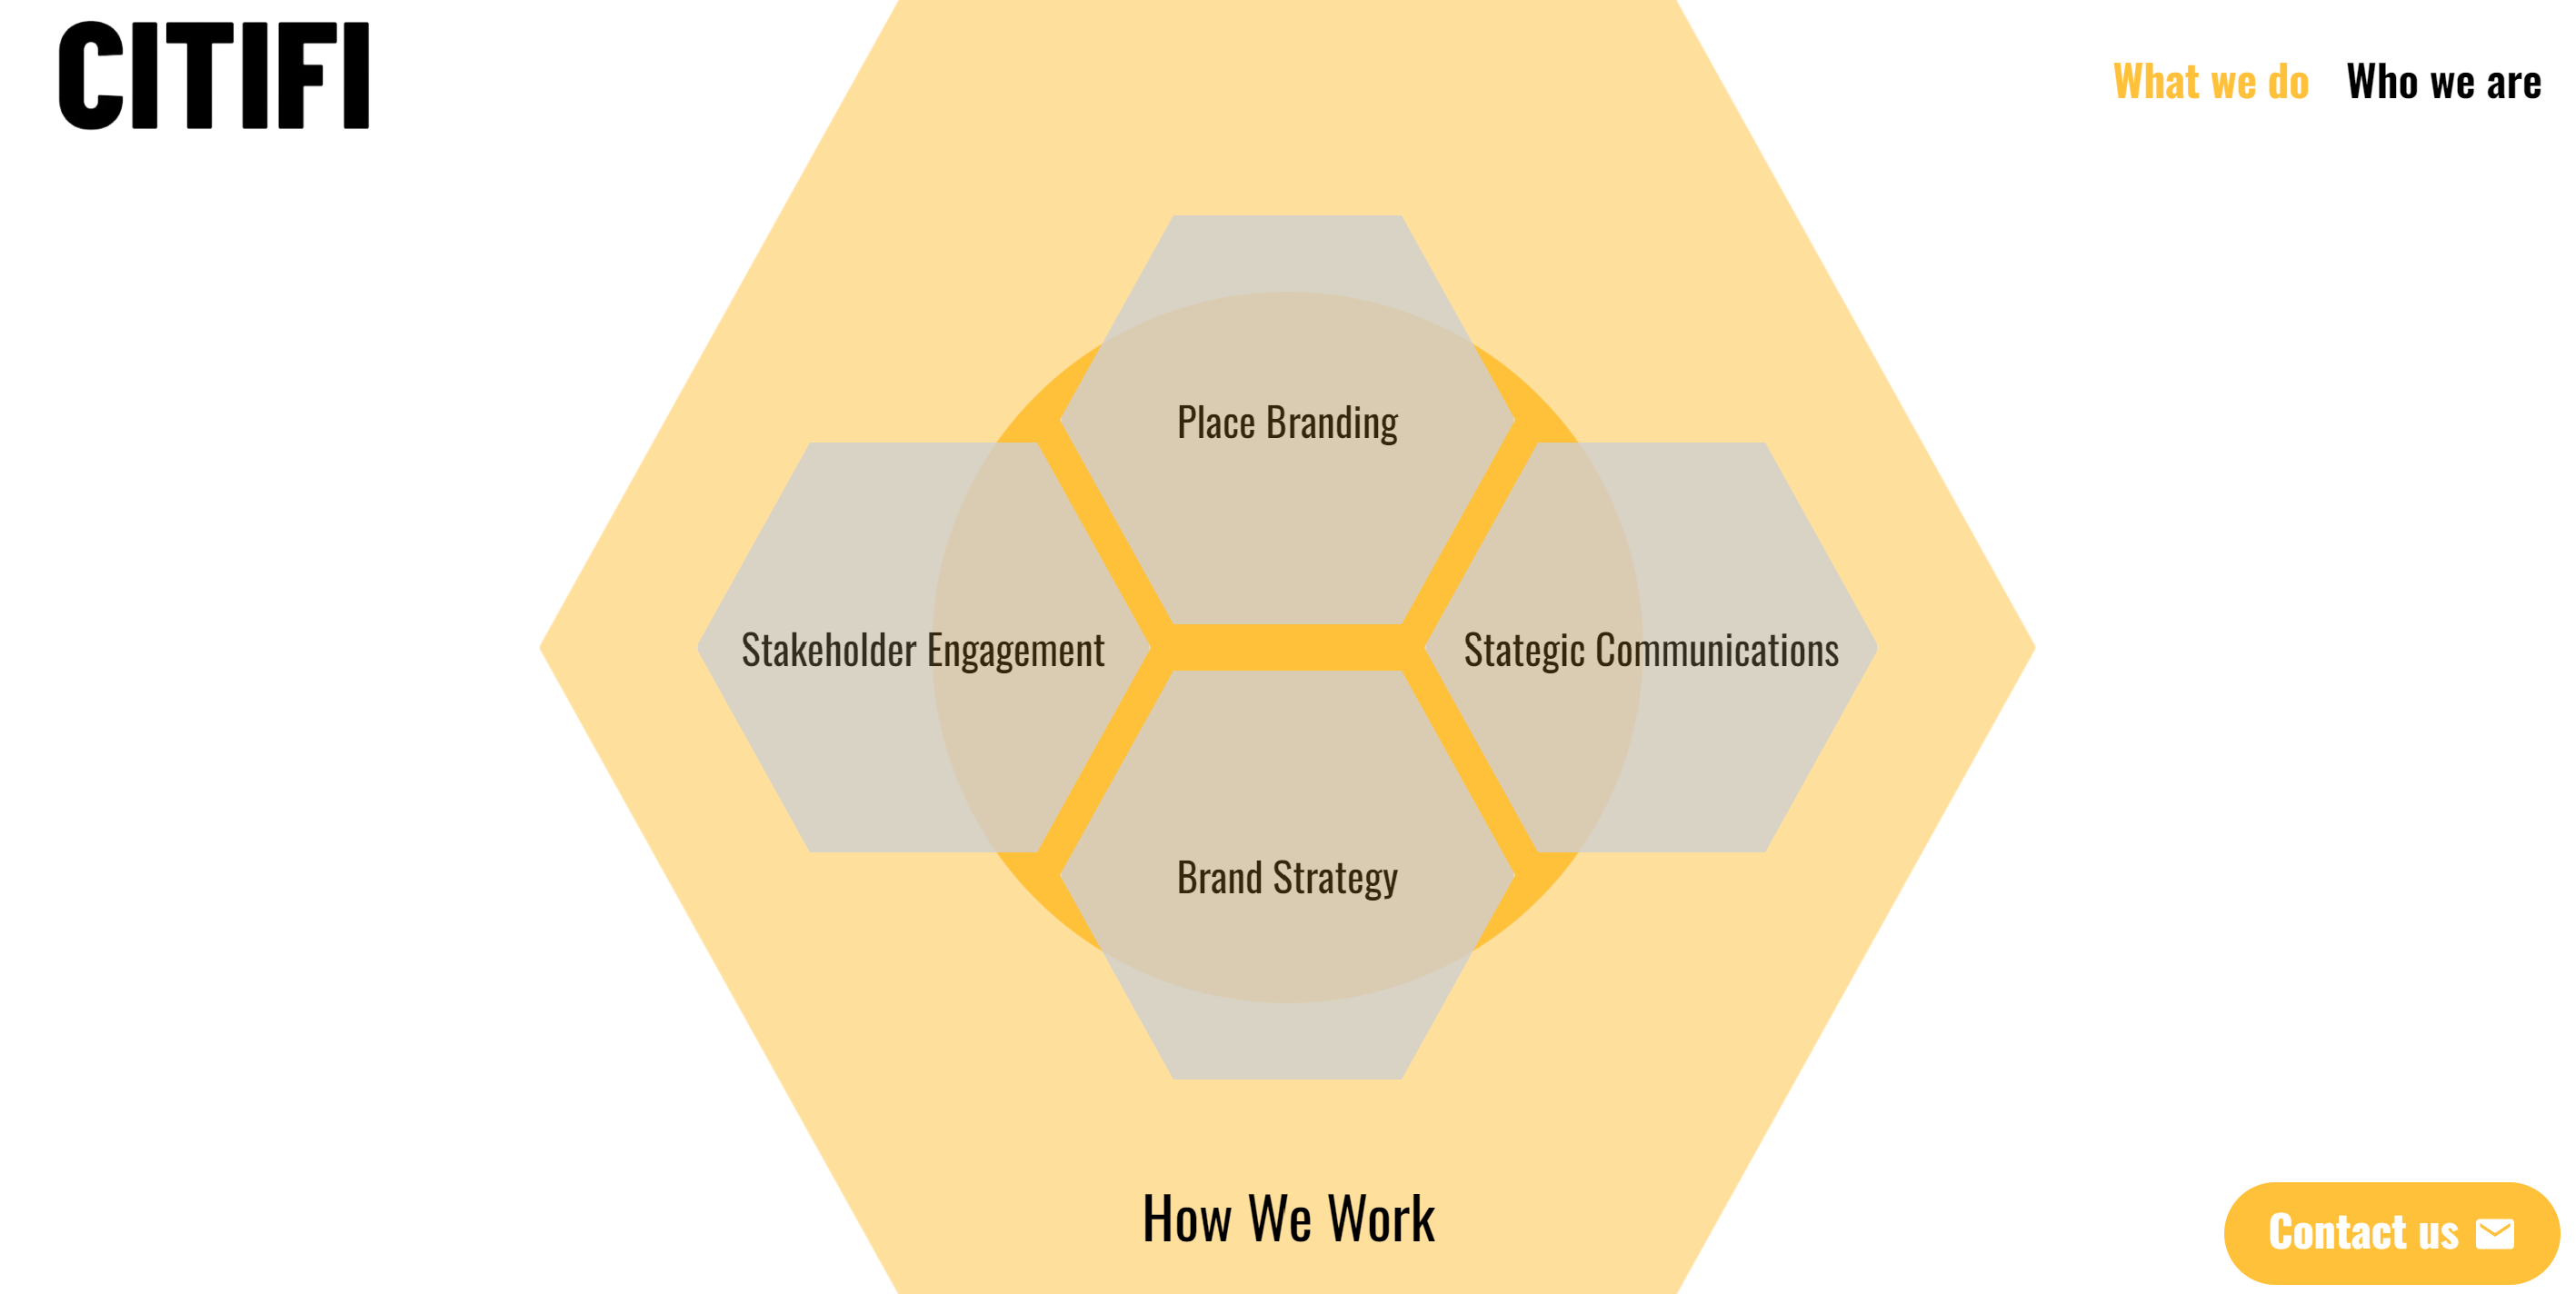 CITIFI
What we do
Who we are
Place Branding
Stakeholder Engagement
Stategic Communications
Brand Strategy
How We Work
Contact us